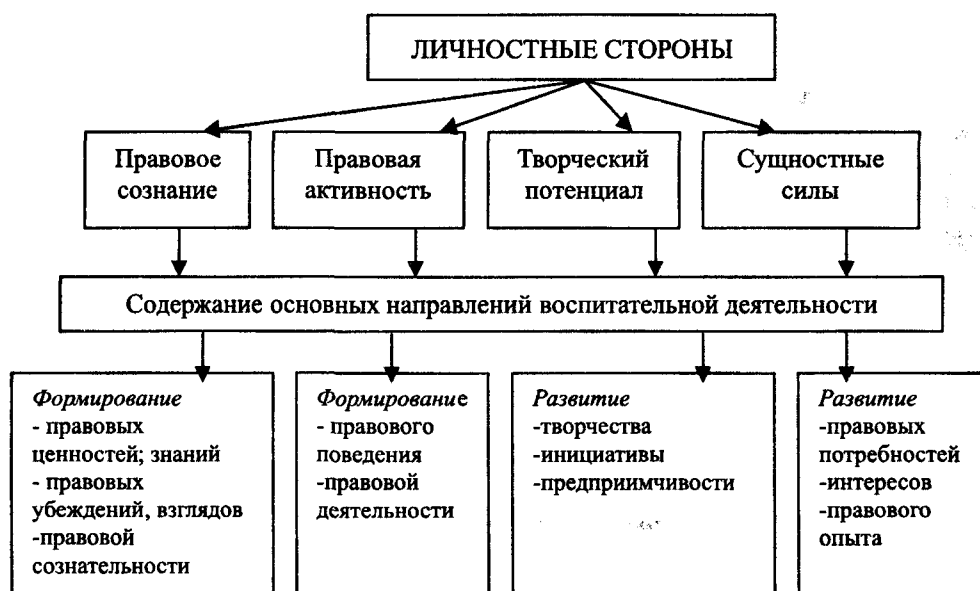 ЛИЧНОСТНЫЕ СТОРОНЫ
Правовое
сознание
Правовая
активность
Творческий
потенциал
Сущностные
силы
Содержание основных направлений воспитательной деятельности
Формирование
- правовых
ценностей; знаний
- правовых
убеждений, взглядов
-правовой
сознательности
Формирование
- правового
поведения
-правовой
деятельности
Развитие
-творчества
-инициативы
-предприимчивости
Развитие
-правовых
потребностей
-интересов
-правового
опыта